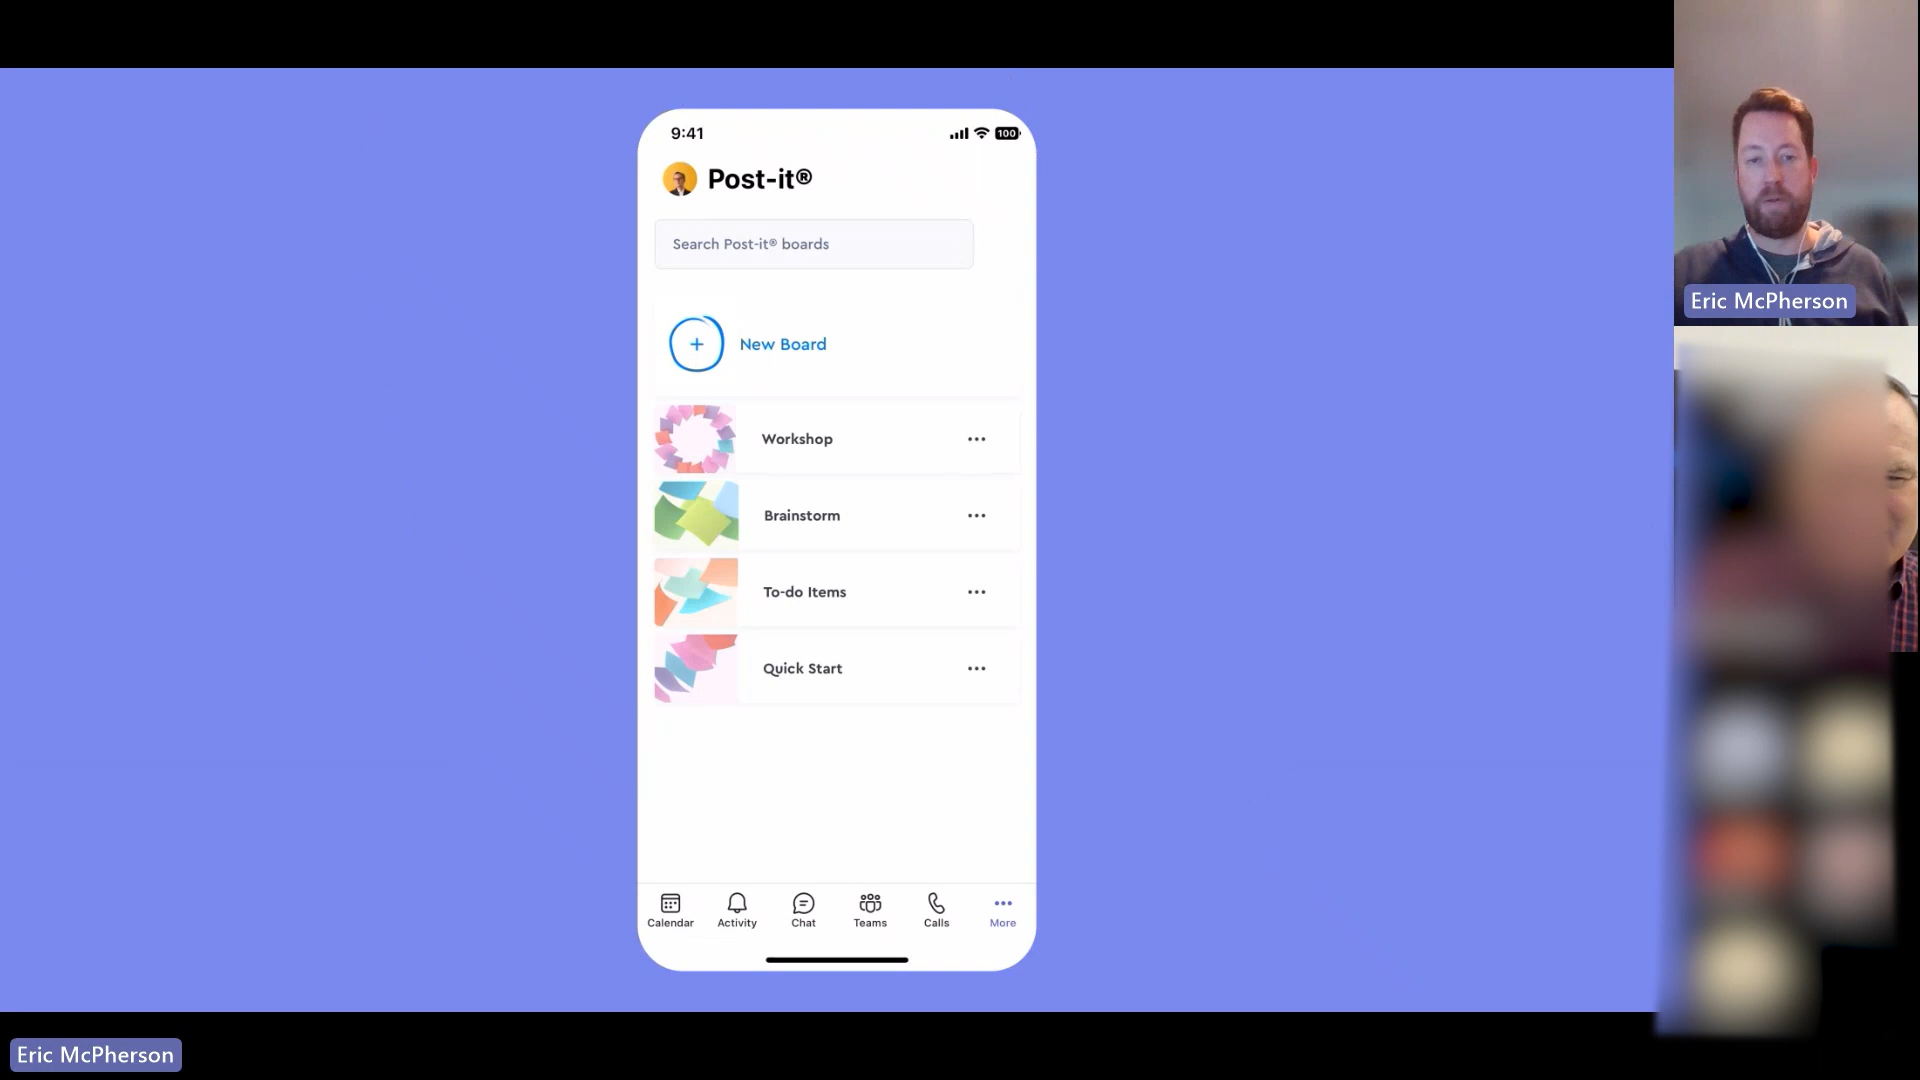 9:41
100
Post-it®
Search Post-it® boards
+ New Board
Workshop
Brainstorm
To-do Items
Quick Start
Calendar
Activity
Chat
Teams
Calls
More
Eric McPherson
Eric McPherson